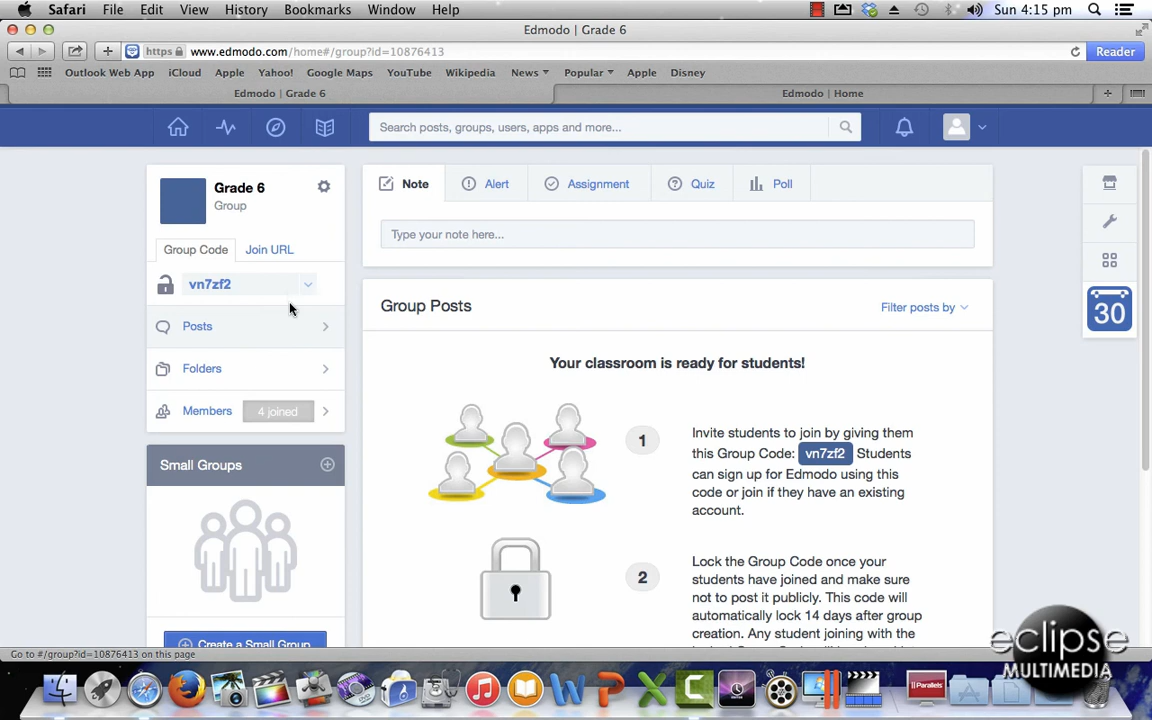 Safari File Edit View History Bookmarks Window Help Sun 4:15 pm
Edmodo | Grade 6
https www.edmodo.com/home#/group?id=10876413 Reader
Outlook Web App iCloud Apple Yahoo! Google Maps YouTube Wikipedia News Popular Apple Disney
Edmodo | Grade 6 Edmodo | Home
Search posts, groups, users, apps and more...
Grade 6
Group
Group Code Join URL
vn7zf2
Posts
Folders
Members 4 joined
Small Groups
Create a Small Group
Note Alert Assignment Quiz Poll
Type your note here...
Group Posts Filter posts by
Your classroom is ready for students!
1
Invite students to join by giving them
this Group Code: vn7zf2 Students
can sign up for Edmodo using this
code or join if they have an existing
account.
2
Lock the Group Code once your
students have joined and make sure
not to post it publicly. This code will
automatically lock 14 days after group
creation. Any student joining with the
30
Go to #/group?id=10876413 on this page
eclipse
MULTIMEDIA
Parallels